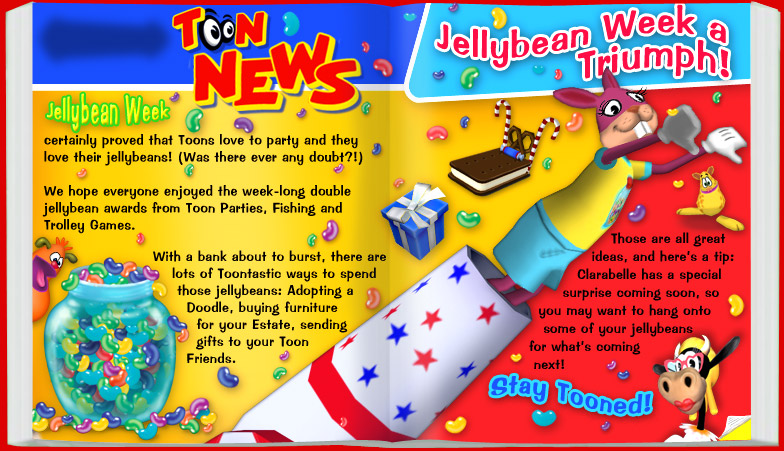 TOON
NEWS
Jellybean Week a
Triumph!
Jellybean Week
certainly proved that Toons love to party and they
love their jellybeans! (Was there ever any doubt?!)
We hope everyone enjoyed the week-long double
jellybean awards from Toon Parties, Fishing and
Trolley Games.
With a bank about to burst, there are
lots of Toontastic ways to spend
those jellybeans: Adopting a
Doodle, buying furniture
for your Estate, sending
gifts to your Toon
Friends.
Those are all great
ideas, and here's a tip:
Clarabelle has a special
surprise coming soon, so
you may want to hang onto
some of your jellybeans
for what's coming
next!
Stay Tooned!